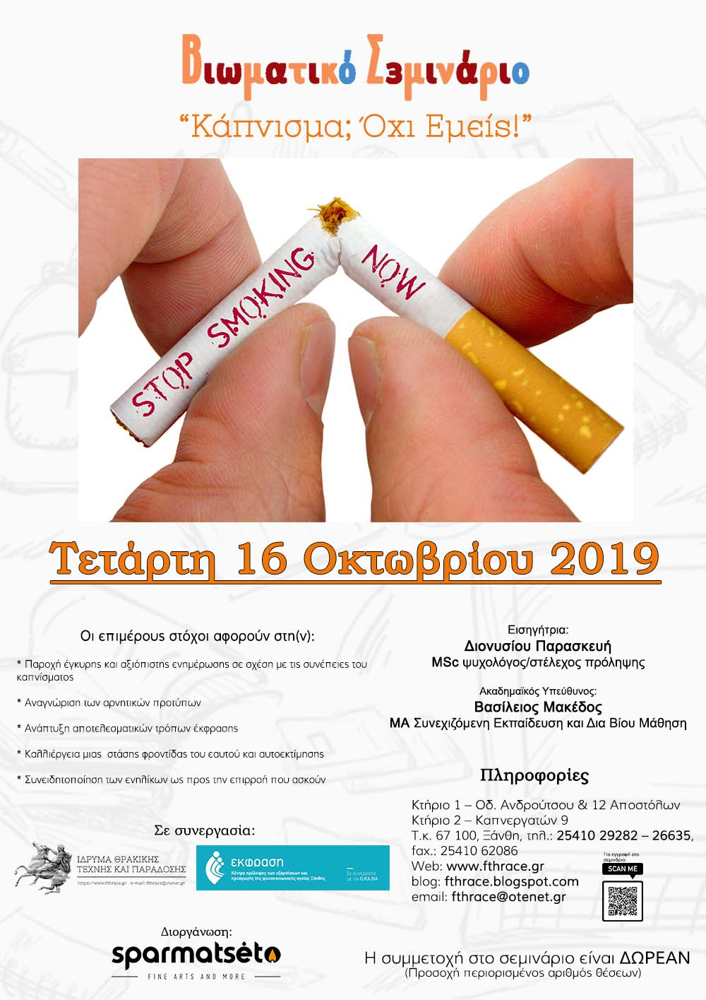 Βιωματικό Σεμινάριο
“Κάπνισμα; Όχι Εμείς!”
STOP SMOKING NOW
Τετάρτη 16 Οκτωβρίου 2019
Οι επιμέρους στόχοι αφορούν στη(ν):
* Παροχή έγκυρης και αξιόπιστης ενημέρωσης σε σχέση με τις συνέπειες του
καπνίσματος
* Αναγνώριση των αρνητικών προτύπων
* Ανάπτυξη αποτελεσματικών τρόπων έκφρασης
* Καλλιέργεια μιας στάσης φροντίδας του εαυτού και αυτοεκτίμησης
* Συνειδητοποίηση των ενηλίκων ως προς την επιρροή που ασκούν
Σε συνεργασία:
ΙΔΡΥΜΑ ΘΡΑΚΙΚΗΣ
ΤΕΧΝΗΣ ΚΑΙ ΠΑΡΑΔΟΣΗΣ
https://www.fthrace.gr e-mail: fthrace@otenet.gr
εκφραση
Κέντρο πρόληψης των εξαρτήσεων και
προαγωγής της ψυχοκοινωνικής υγείας Ξάνθης
Σε συνεργασία
με τον Ο.ΚΑ.ΝΑ.
Διοργάνωση:
sparmatsėto
FINE ARTS AND MORE
Εισηγήτρια:
Διονυσίου Παρασκευή
MSc ψυχολόγος/στέλεχος πρόληψης
Ακαδημαϊκός Υπεύθυνος:
Βασίλειος Μακέδος
ΜΑ Συνεχιζόμενη Εκπαίδευση και Δια Βίου Μάθηση
Πληροφορίες
Κτήριο 1 – Οδ. Ανδρούτσου & 12 Αποστόλων
Κτήριο 2 – Καπνεργατών 9
Τ.κ. 67 100, Ξάνθη, τηλ.: 25410 29282 – 26635,
fax.: 25410 62086
Web: www.fthrace.gr
blog: fthrace.blogspot.com
email: fthrace@otenet.gr
Για εγγραφή στο
σεμινάριο:
SCAN ME
Η συμμετοχή στο σεμινάριο είναι ΔΩΡΕΑΝ
(Προσοχή περιορισμένος αριθμός θέσεων)